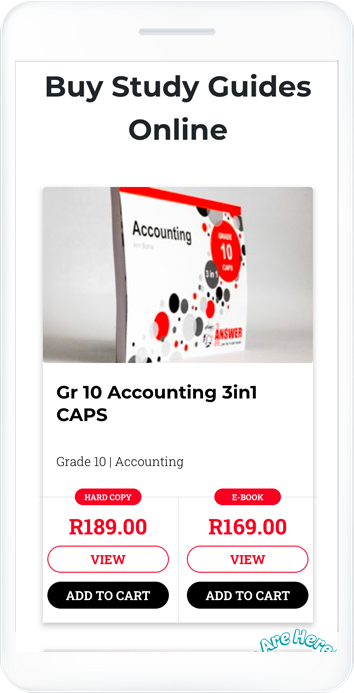 Buy Study Guides
Online
Accounting
GRADE
10
CAPS
3 in 1
THE
ANSWER
Gr 10 Accounting 3in1
CAPS
Grade 10 | Accounting
HARD COPY
E-BOOK
R189.00
R169.00
VIEW
VIEW
ADD TO CART
ADD TO CART
Are Here